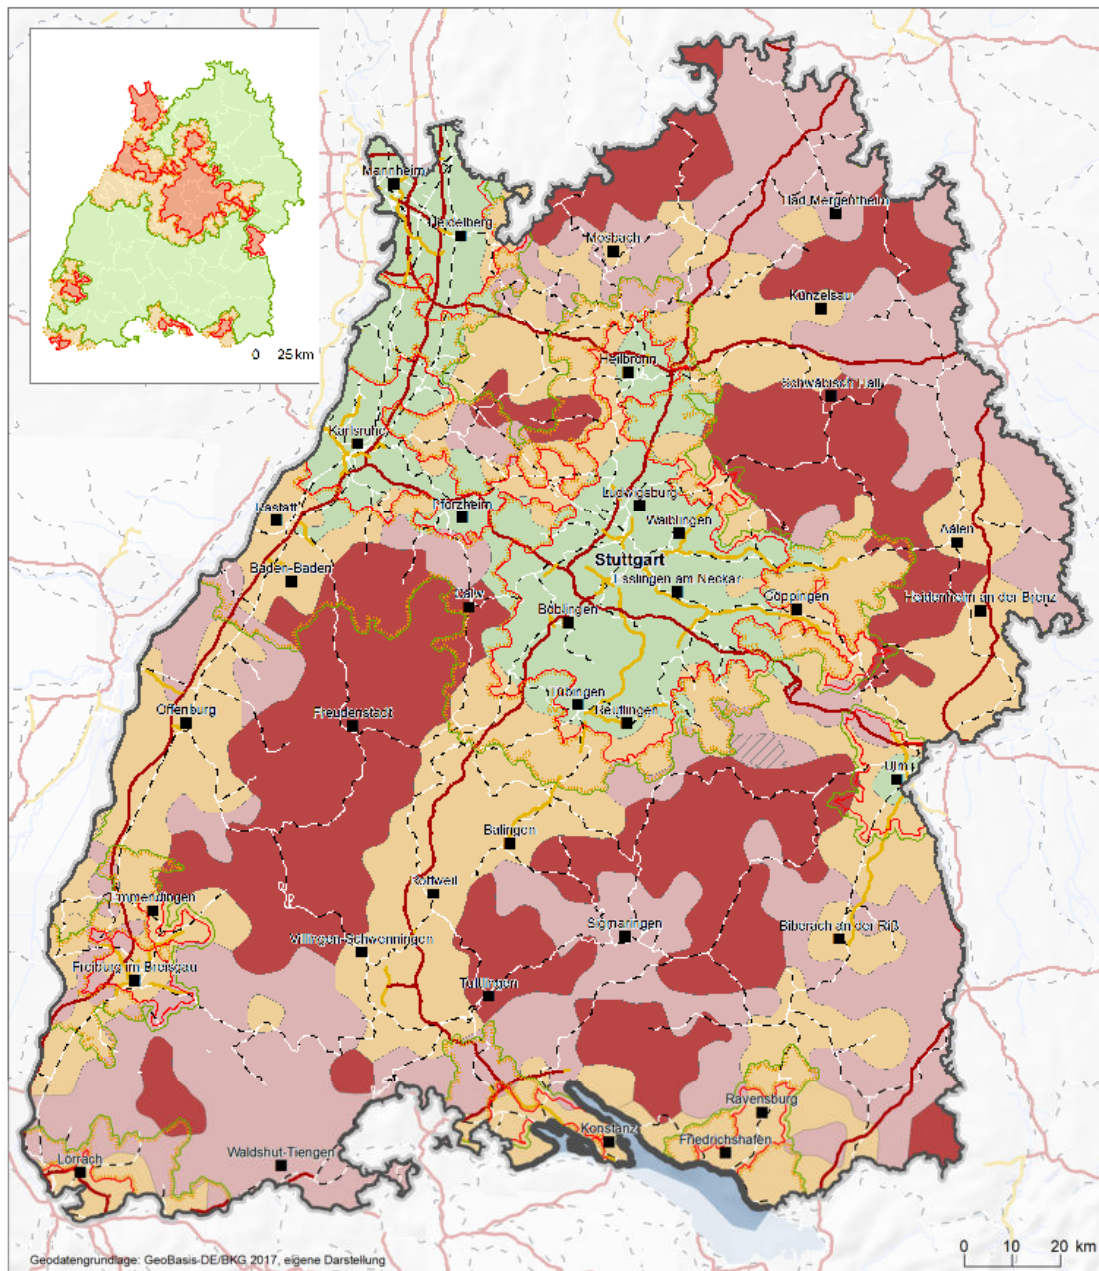 0 25 km
Mannheim
Heidelberg
Bad Mergentheim
Mosbach
Künzelsau
Heilbronn
Schwäbisch Hall
Karlsruhe
Ludwigsburg
Pforzheim
Rastatt
Waiblingen
Aalen
Stuttgart
Baden-Baden
Esslingen am Neckar
Calw
Böblingen
Göppingen
Heidenheim an der Brenz
Tübingen
Offenburg
Freudenstadt
Reutlingen
Ulm
Balingen
Rottweil
Emmendingen
Sigmaringen
Biberach an der Riß
Villingen-Schwenningen
Freiburg im Breisgau
Tuttlingen
Ravensburg
Konstanz
Friedrichshafen
Waldshut-Tiengen
Lörrach
0 10 20 km
Geodatengrundlage: GeoBasis-DE/BKG 2017, eigene Darstellung